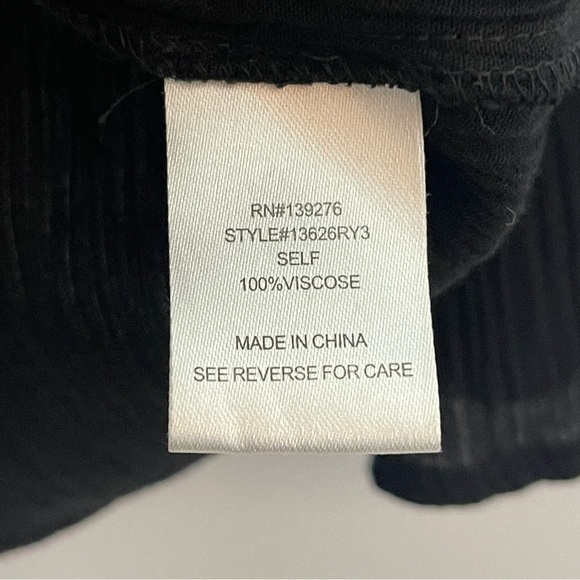 RN#139276
STYLE#13626RY3
SELF
100%VISCOSE
MADE IN CHINA
SEE REVERSE FOR CARE